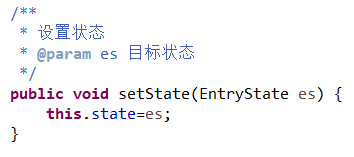 /**
 * 设置状态
 * @param es 目标状态
 */
public void setState(EntryState es) {
    this.state=es;
}